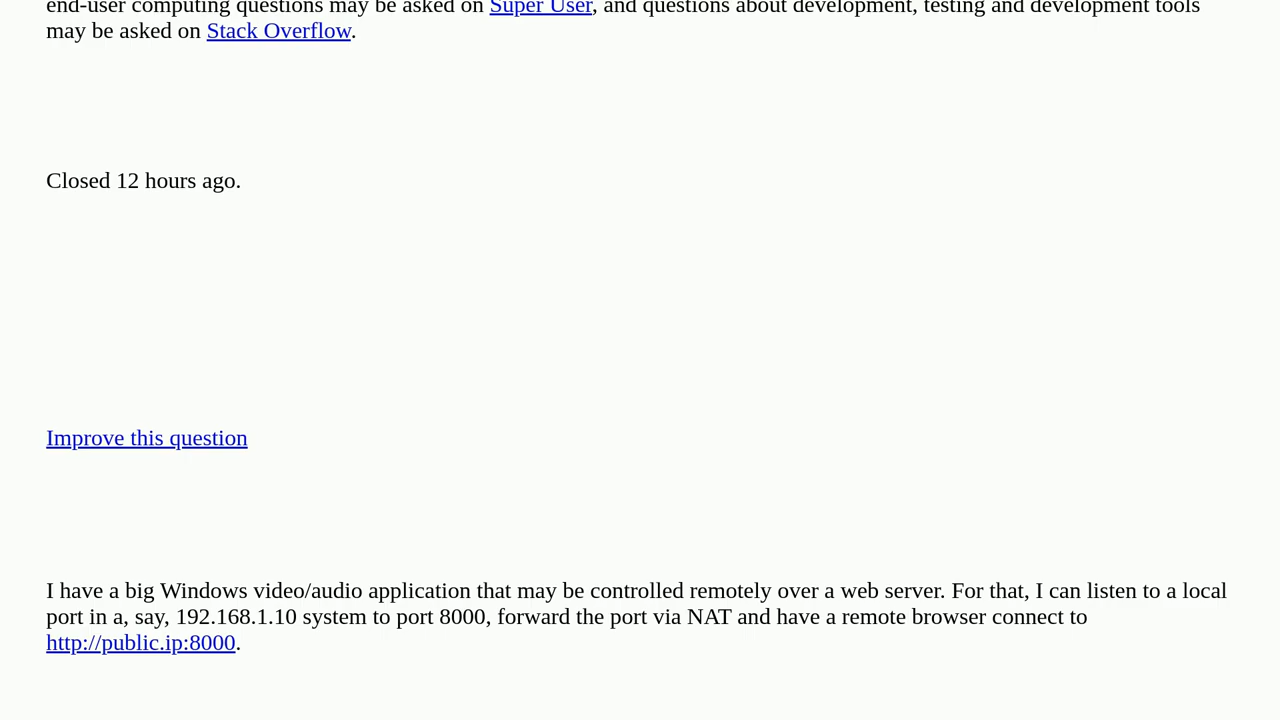 end-user computing questions may be asked on Super User, and questions about development, testing and development tools
may be asked on Stack Overflow.
Closed 12 hours ago.
Improve this question
I have a big Windows video/audio application that may be controlled remotely over a web server. For that, I can listen to a local
port in a, say, 192.168.1.10 system to port 8000, forward the port via NAT and have a remote browser connect to
http://public.ip:8000.